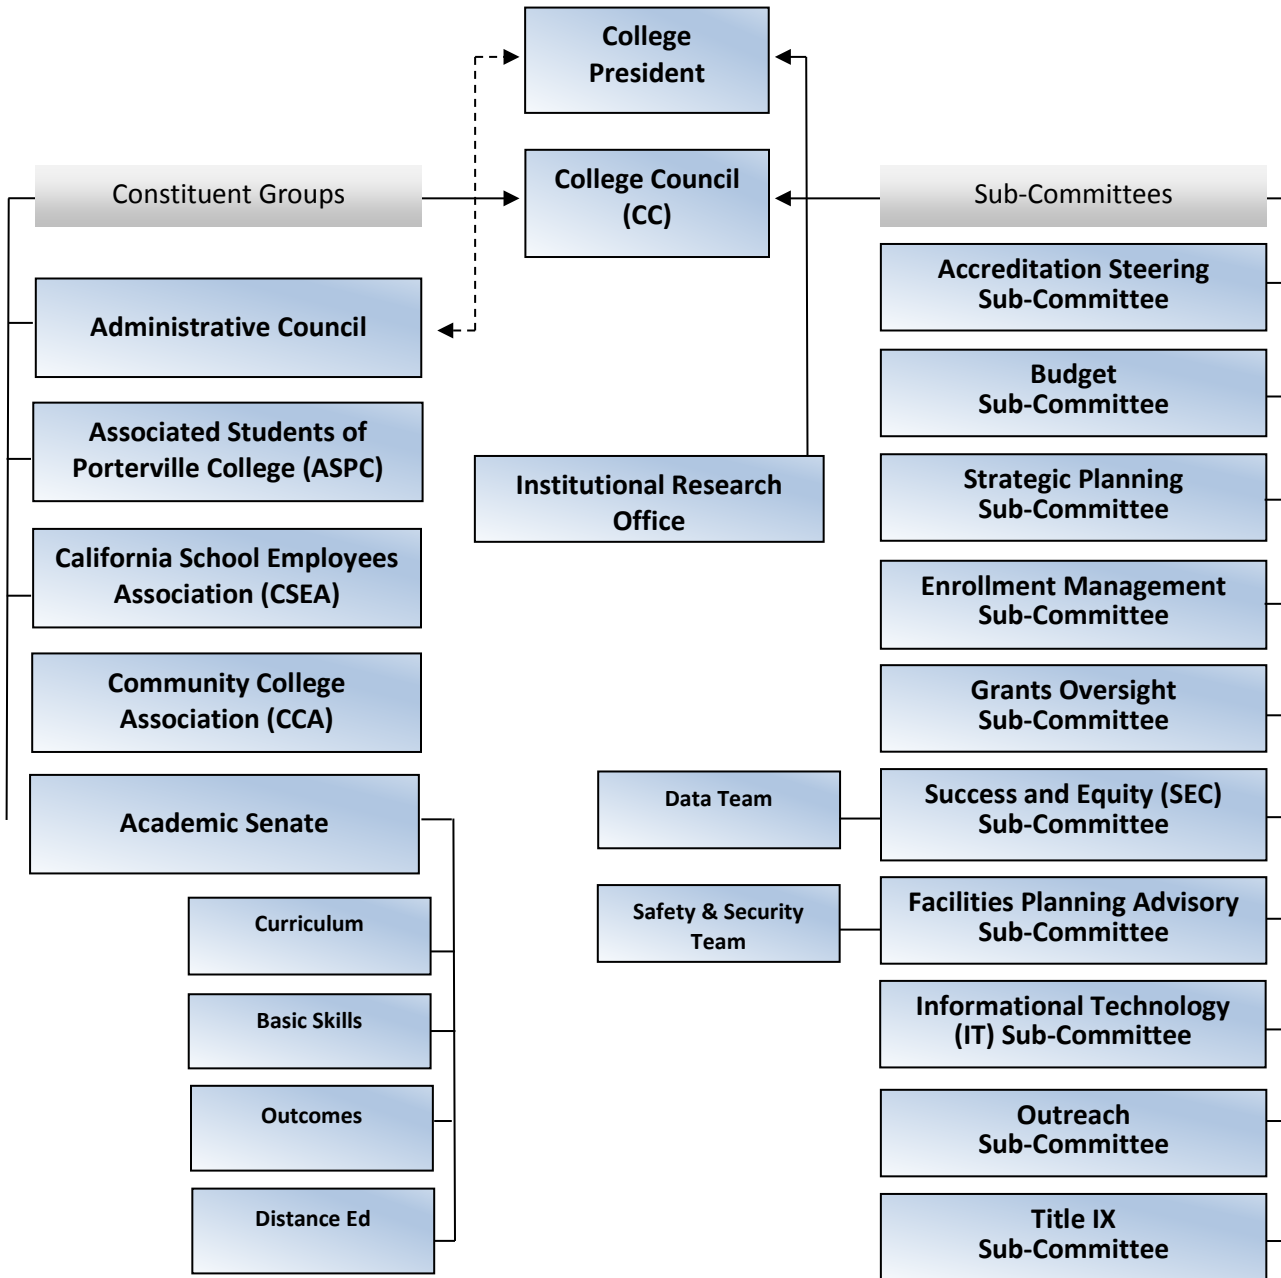 College
President
College Council
(CC)
Constituent Groups
Administrative Council
Associated Students of
Porterville College (ASPC)
California School Employees
Association (CSEA)
Community College
Association (CCA)
Academic Senate
Curriculum
Basic Skills
Outcomes
Distance Ed
Institutional Research
Office
Data Team
Safety & Security
Team
Sub-Committees
Accreditation Steering
Sub-Committee
Budget
Sub-Committee
Strategic Planning
Sub-Committee
Enrollment Management
Sub-Committee
Grants Oversight
Sub-Committee
Success and Equity (SEC)
Sub-Committee
Facilities Planning Advisory
Sub-Committee
Informational Technology
(IT) Sub-Committee
Outreach
Sub-Committee
Title IX
Sub-Committee